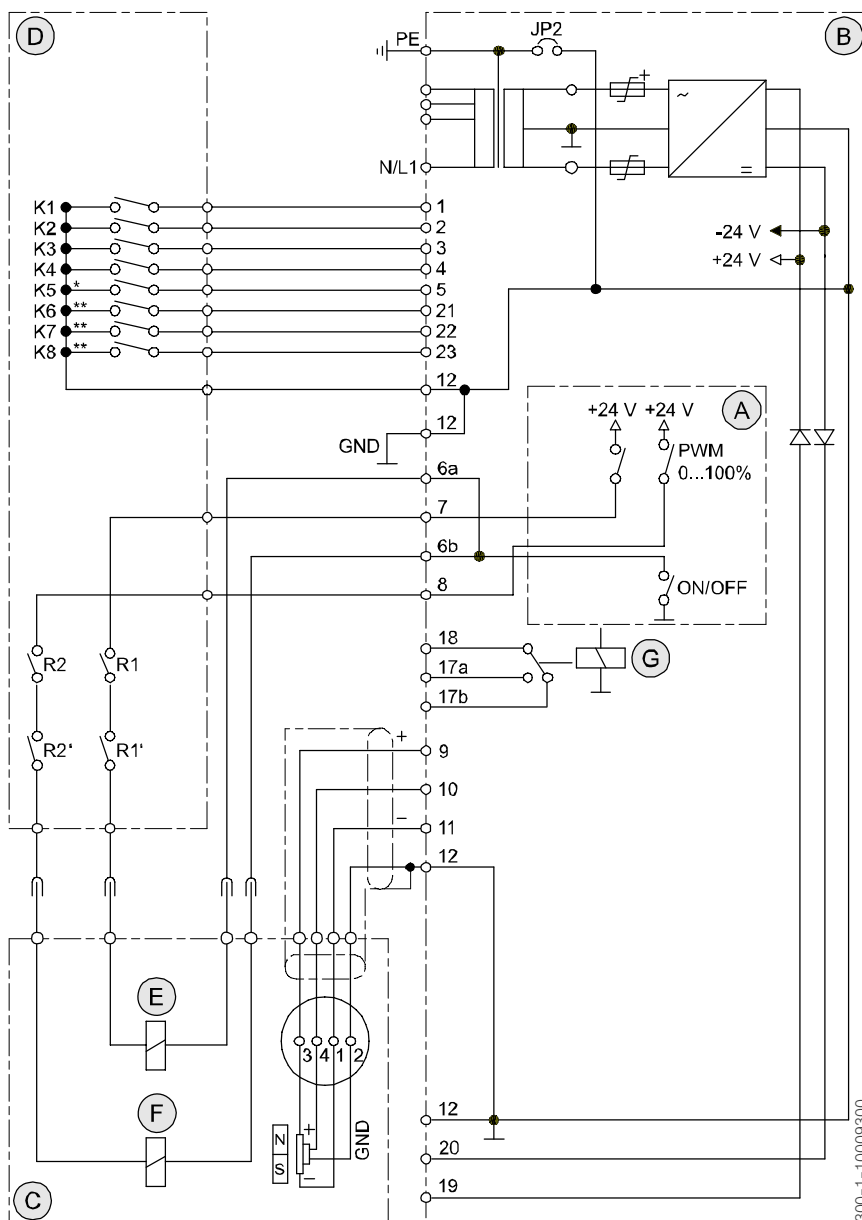 D
PE
JP2
B
+
~
=
N/L1
K1
1
K2
2
K3
3
-24 V
K4
4
+24 V
K5 *
5
K6 **
21
K7 **
22
K8 **
23
12
+24 V +24 V
A
12
GND
6a
PWM
0...100%
7
6b
8
ON/OFF
18
R2
R1
17a
G
17b
R2'
R1'
+
9
10
–
11
12
E
3 4 1 2
F
12
N
S
+
–
GND
20
C
19
300-1-10009300